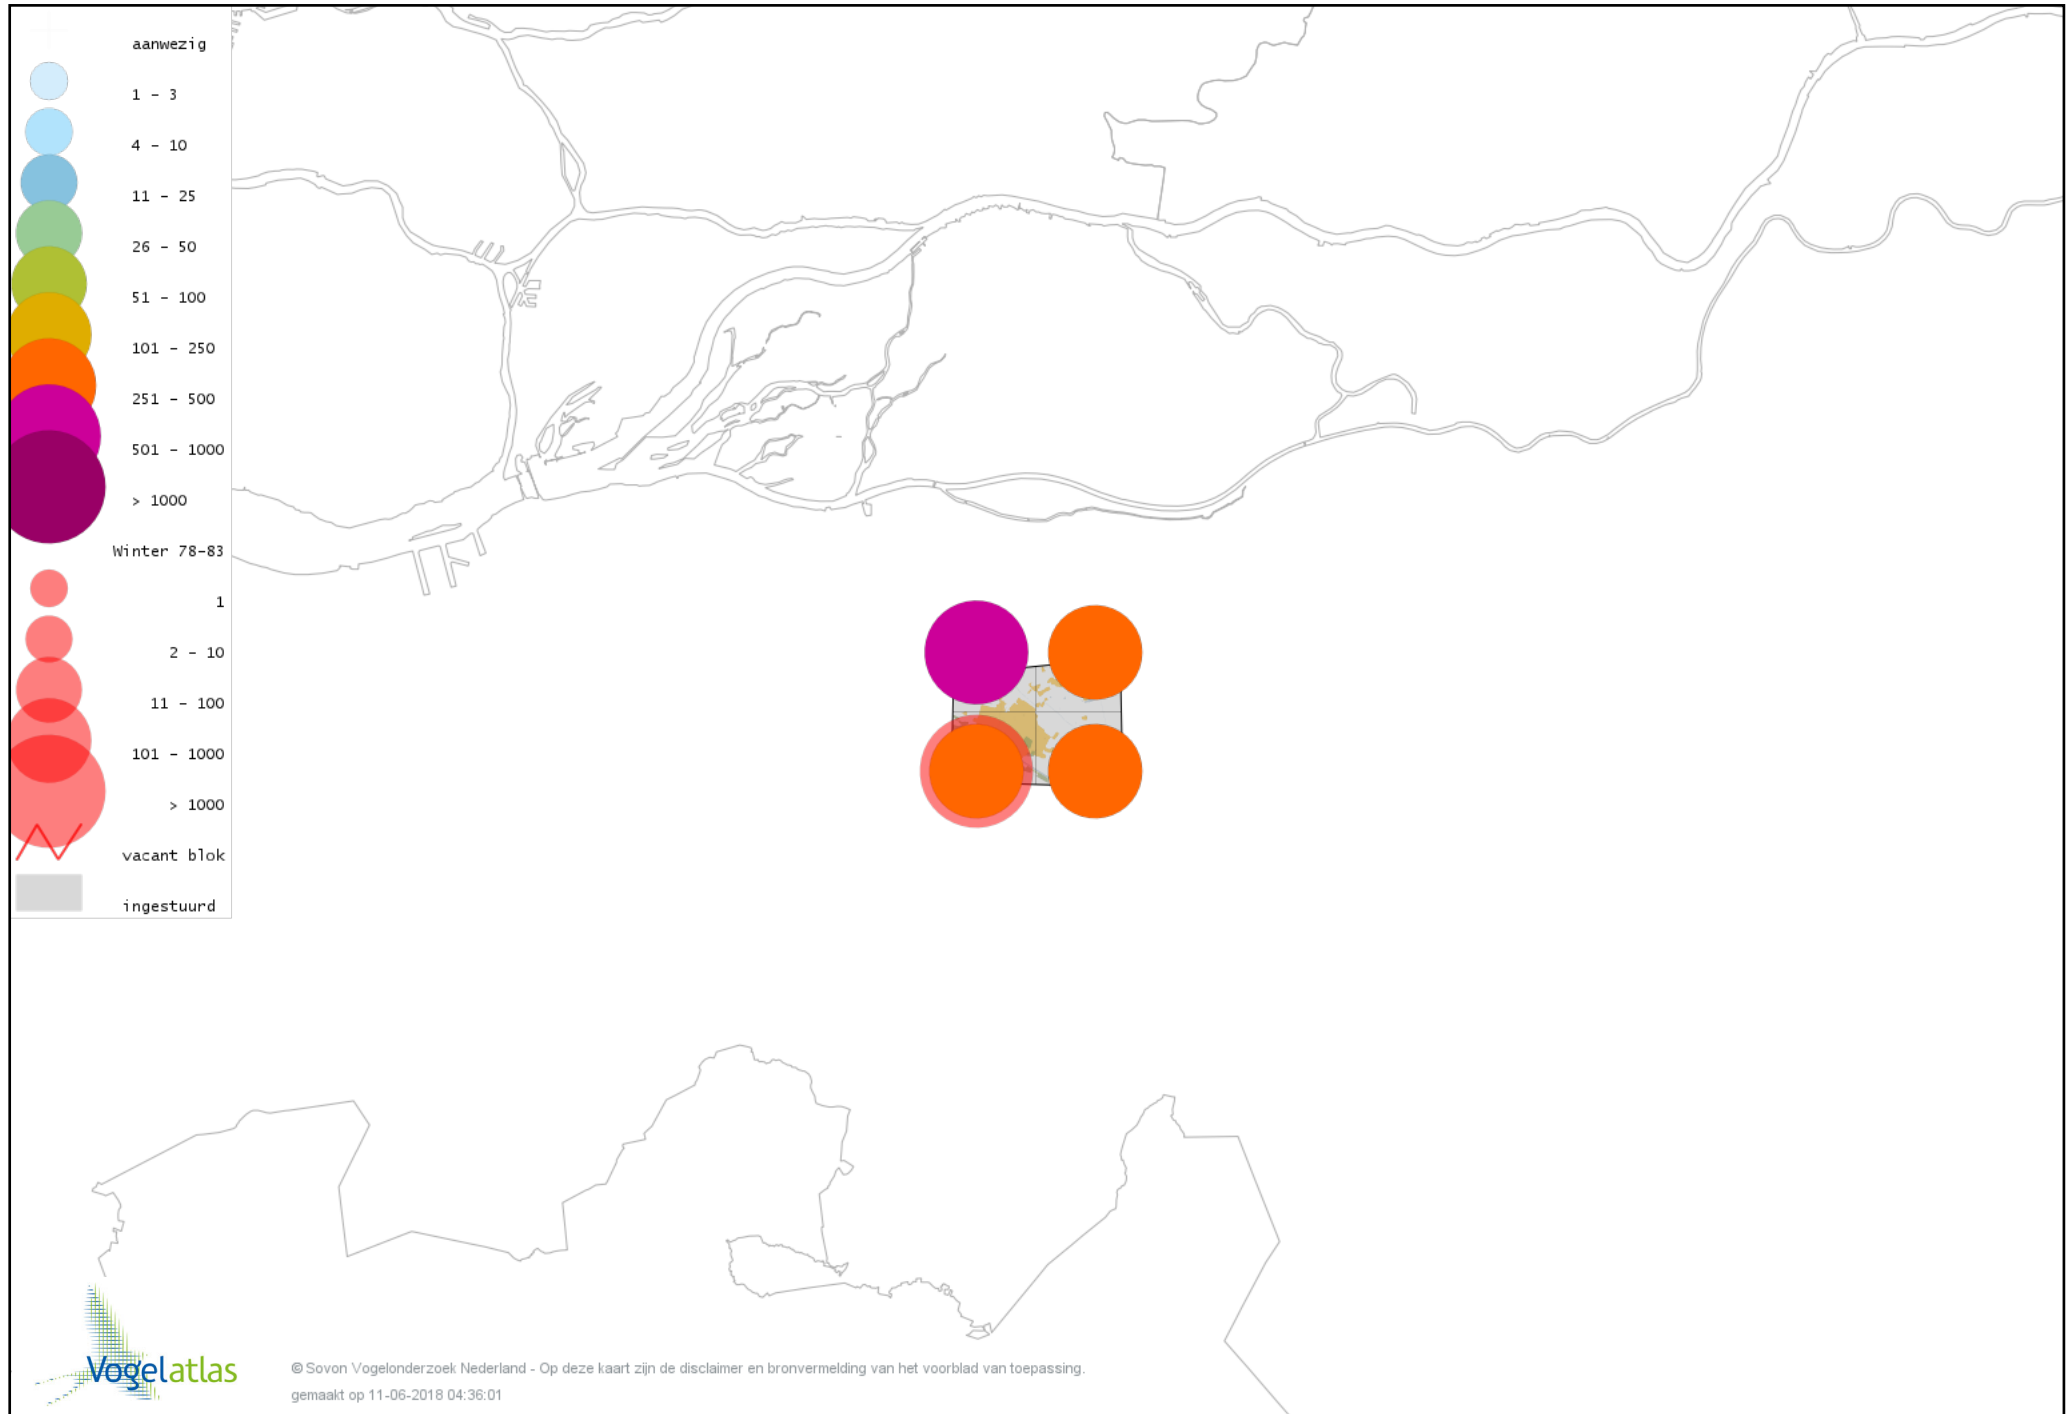 aanwezig
1 - 3
4 - 10
11 - 25
26 - 50
51 - 100
101 - 250
251 - 500
501 - 1000
> 1000
Winter 78-83
1
2 - 10
11 - 100
101 - 1000
> 1000
vacant blok
ingestuurd
Vogelatlas
© Sovon Vogelonderzoek Nederland - Op deze kaart zijn de disclaimer en bronvermelding van het voorblad van toepassing.
gemaakt op 11-06-2018 04:36:01